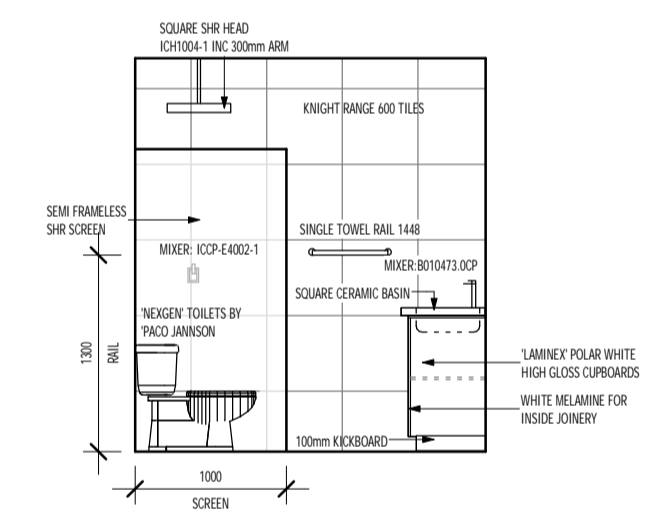 SQUARE SHR HEAD
ICH1004-1 INC 300mm ARM
KNIGHT RANGE 600 TILES
SEMI FRAMELESS
SHR SCREEN
SINGLE TOWEL RAIL 1448
MIXER: ICCP-E4002-1
MIXER:B010473.0CP
SQUARE CERAMIC BASIN
'NEXGEN' TOILETS BY
'PACO JANNSON
1300
RAIL
'LAMINEX' POLAR WHITE
HIGH GLOSS CUPBOARDS
WHITE MELAMINE FOR
INSIDE JOINERY
100mm KICKBOARD
1000
SCREEN